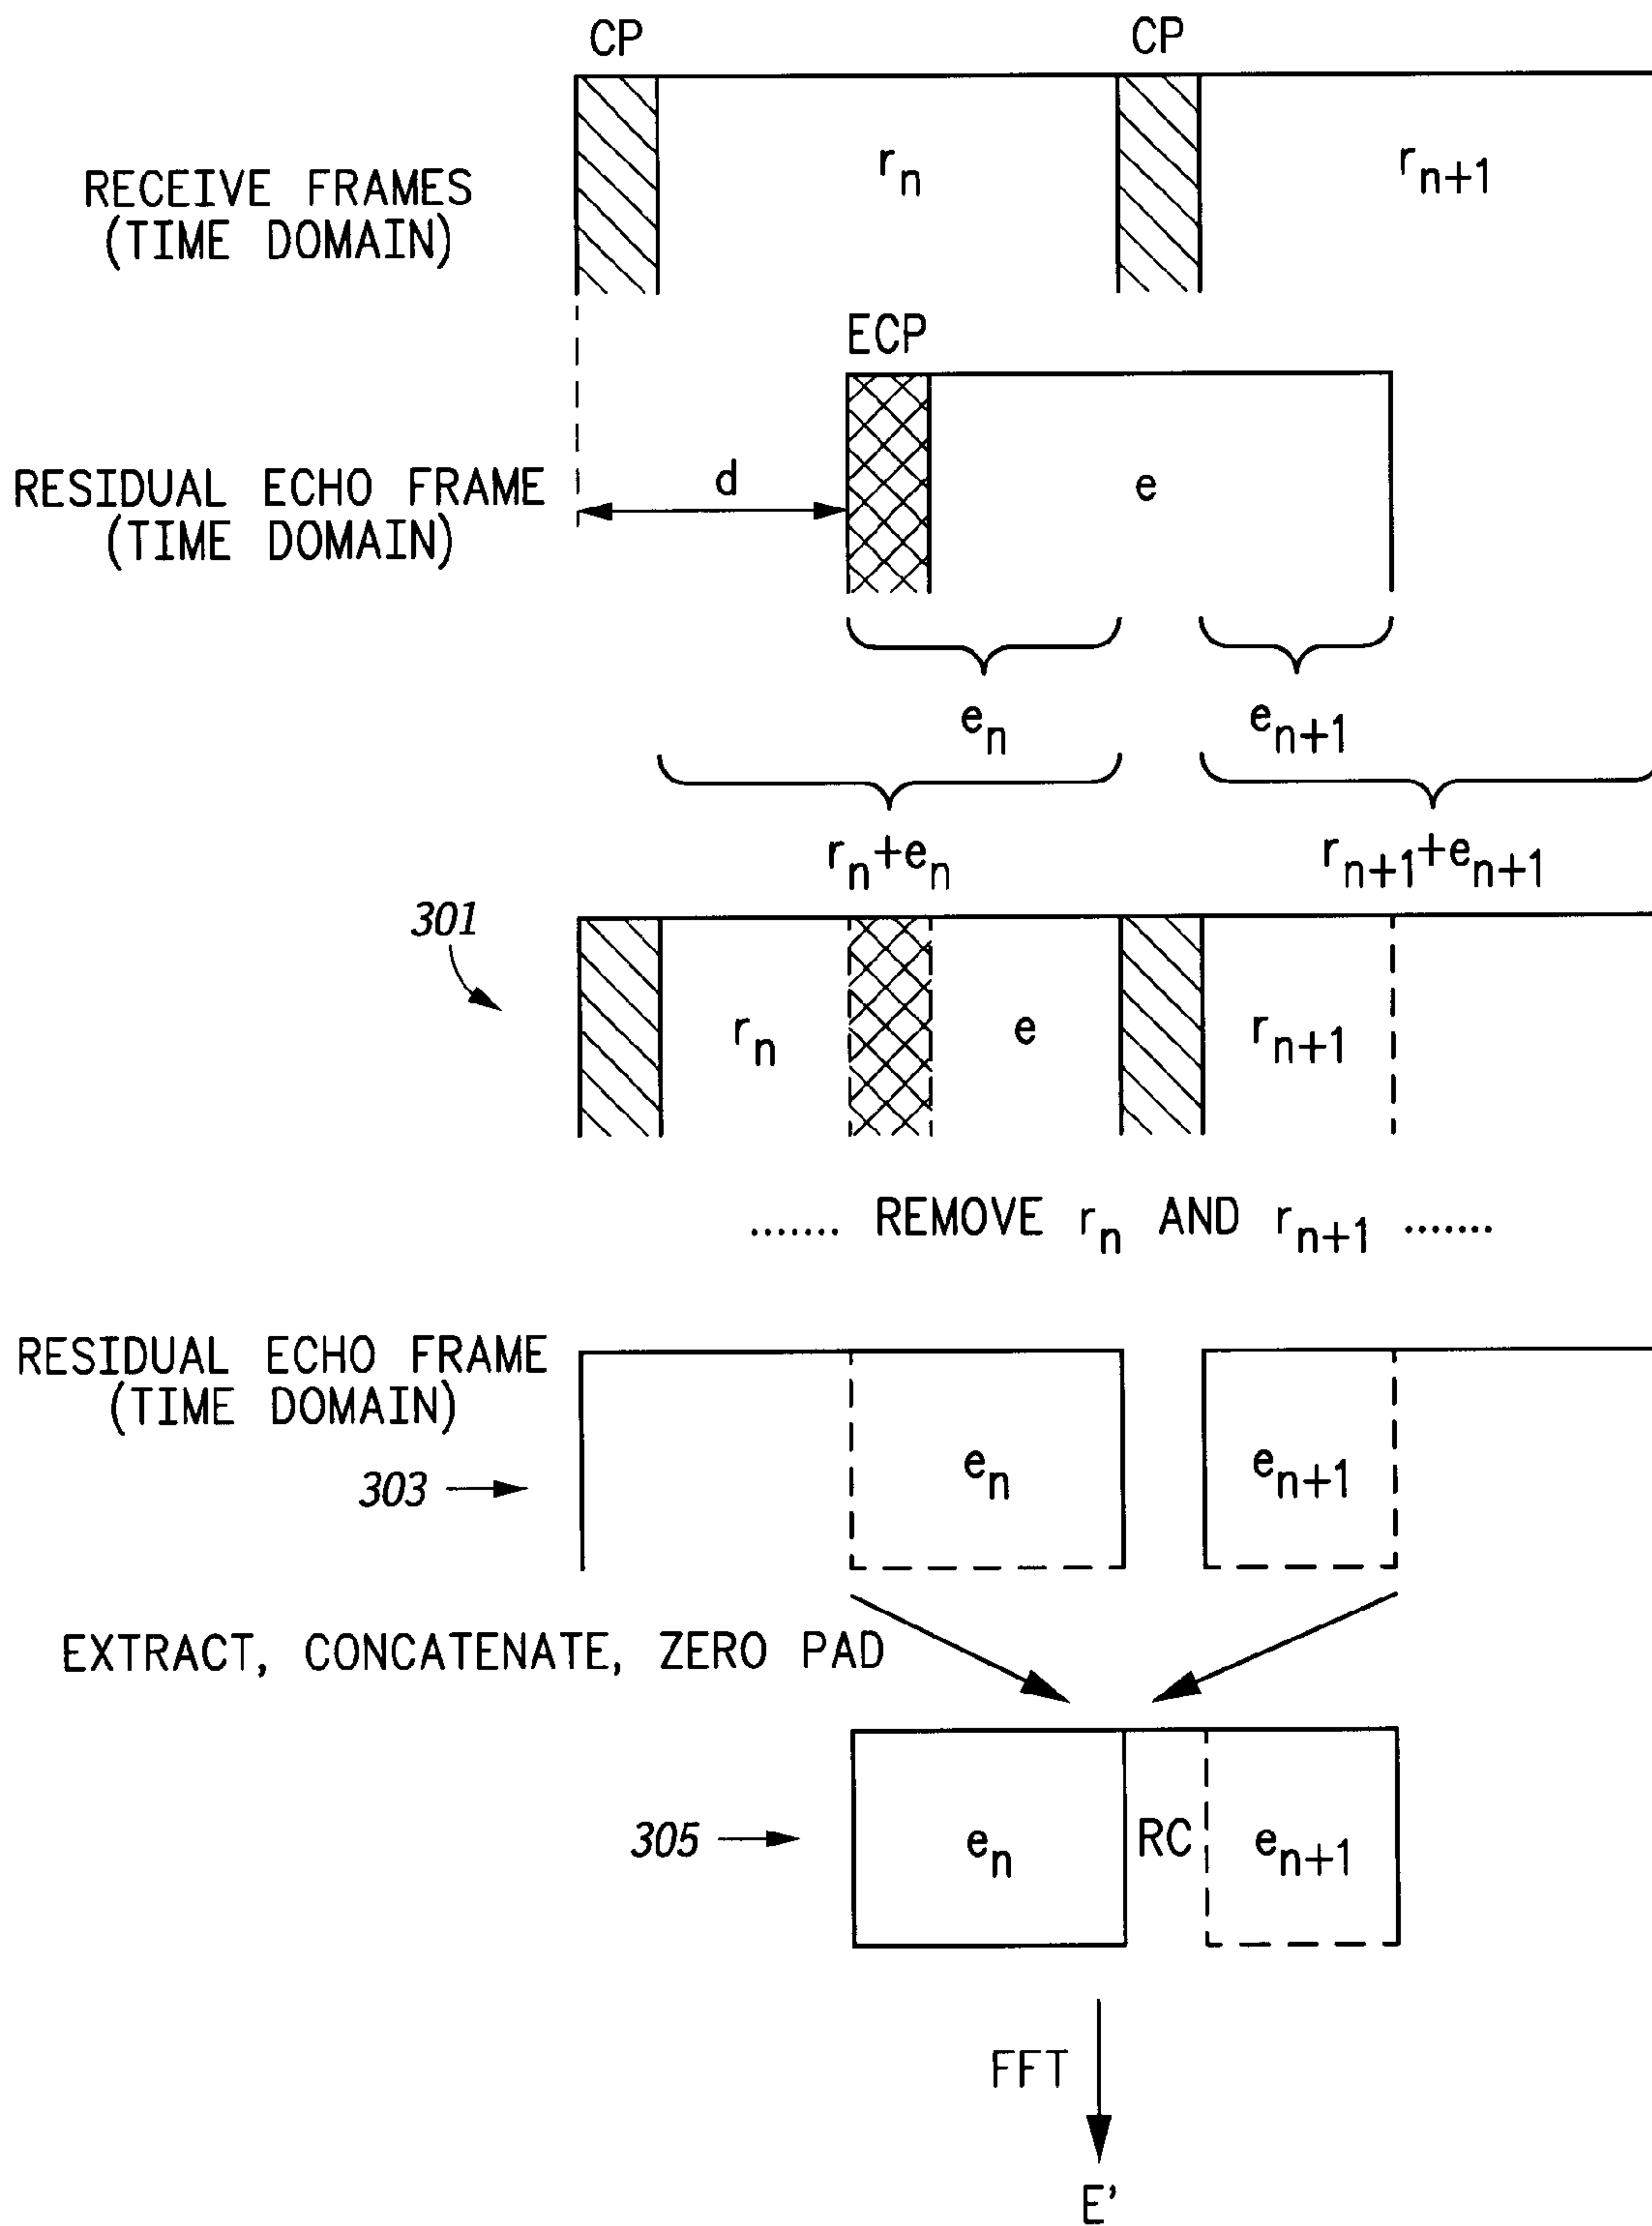 CP CP
RECEIVE FRAMES
(TIME DOMAIN)
rn rn+1
ECP
RESIDUAL ECHO FRAME
(TIME DOMAIN)
d e
en en+1
rn+en rn+1+en+1
301
rn e rn+1
....... REMOVE rn AND rn+1 .......
RESIDUAL ECHO FRAME
(TIME DOMAIN)
303 en en+1
EXTRACT, CONCATENATE, ZERO PAD
305 en RC en+1
FFT
E'